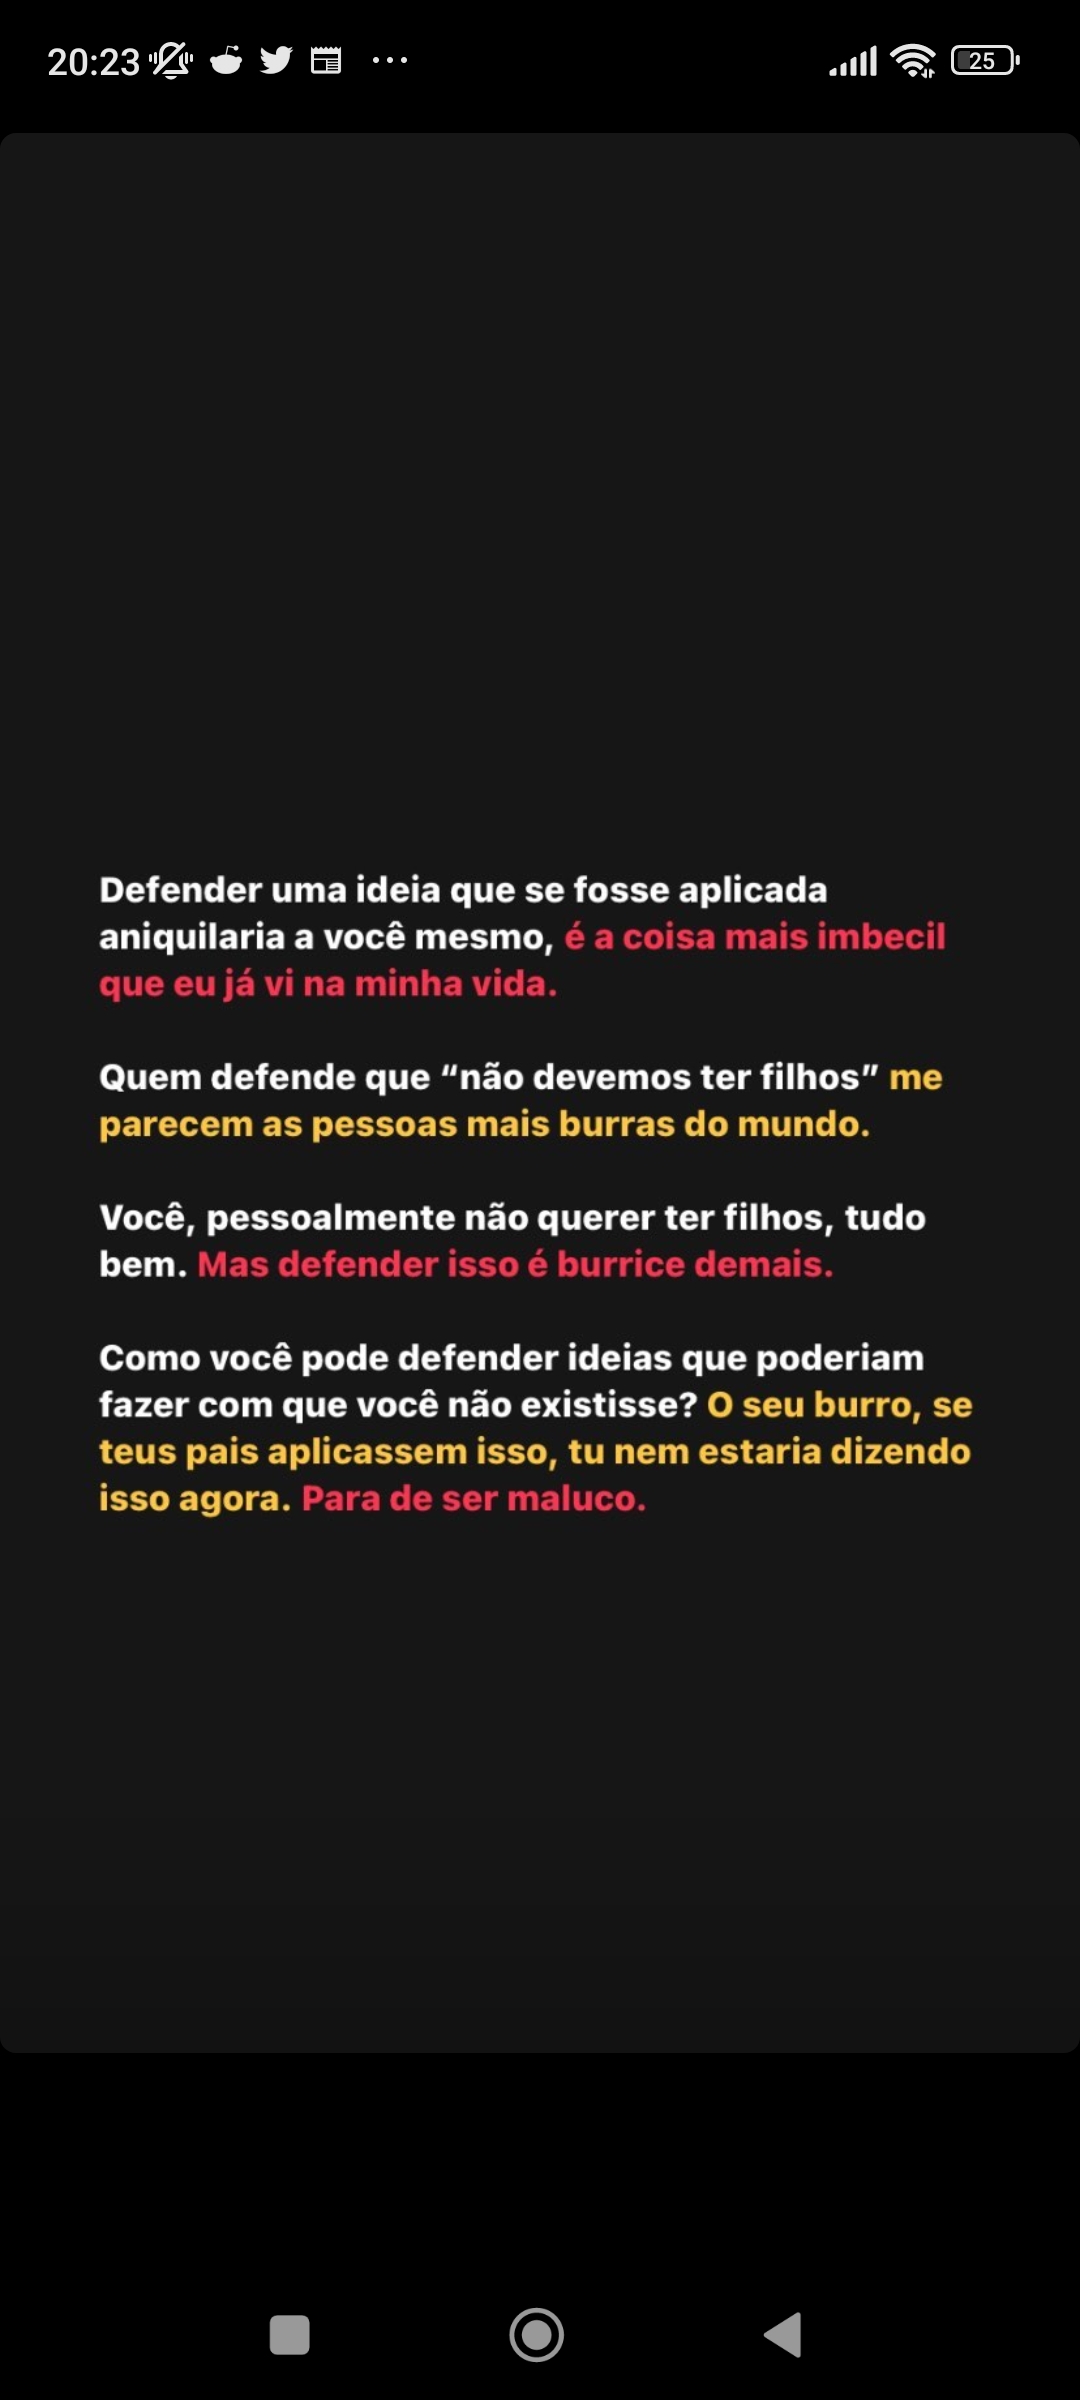 20:23
25
Defender uma ideia que se fosse aplicada
aniquilaria a você mesmo, é a coisa mais imbecil
que eu já vi na minha vida.
Quem defende que “não devemos ter filhos” me
parecem as pessoas mais burras do mundo.
Você, pessoalmente não querer ter filhos, tudo
bem. Mas defender isso é burrice demais.
Como você pode defender ideias que poderiam
fazer com que você não existisse? O seu burro, se
teus pais aplicassem isso, tu nem estaria dizendo
isso agora. Para de ser maluco.